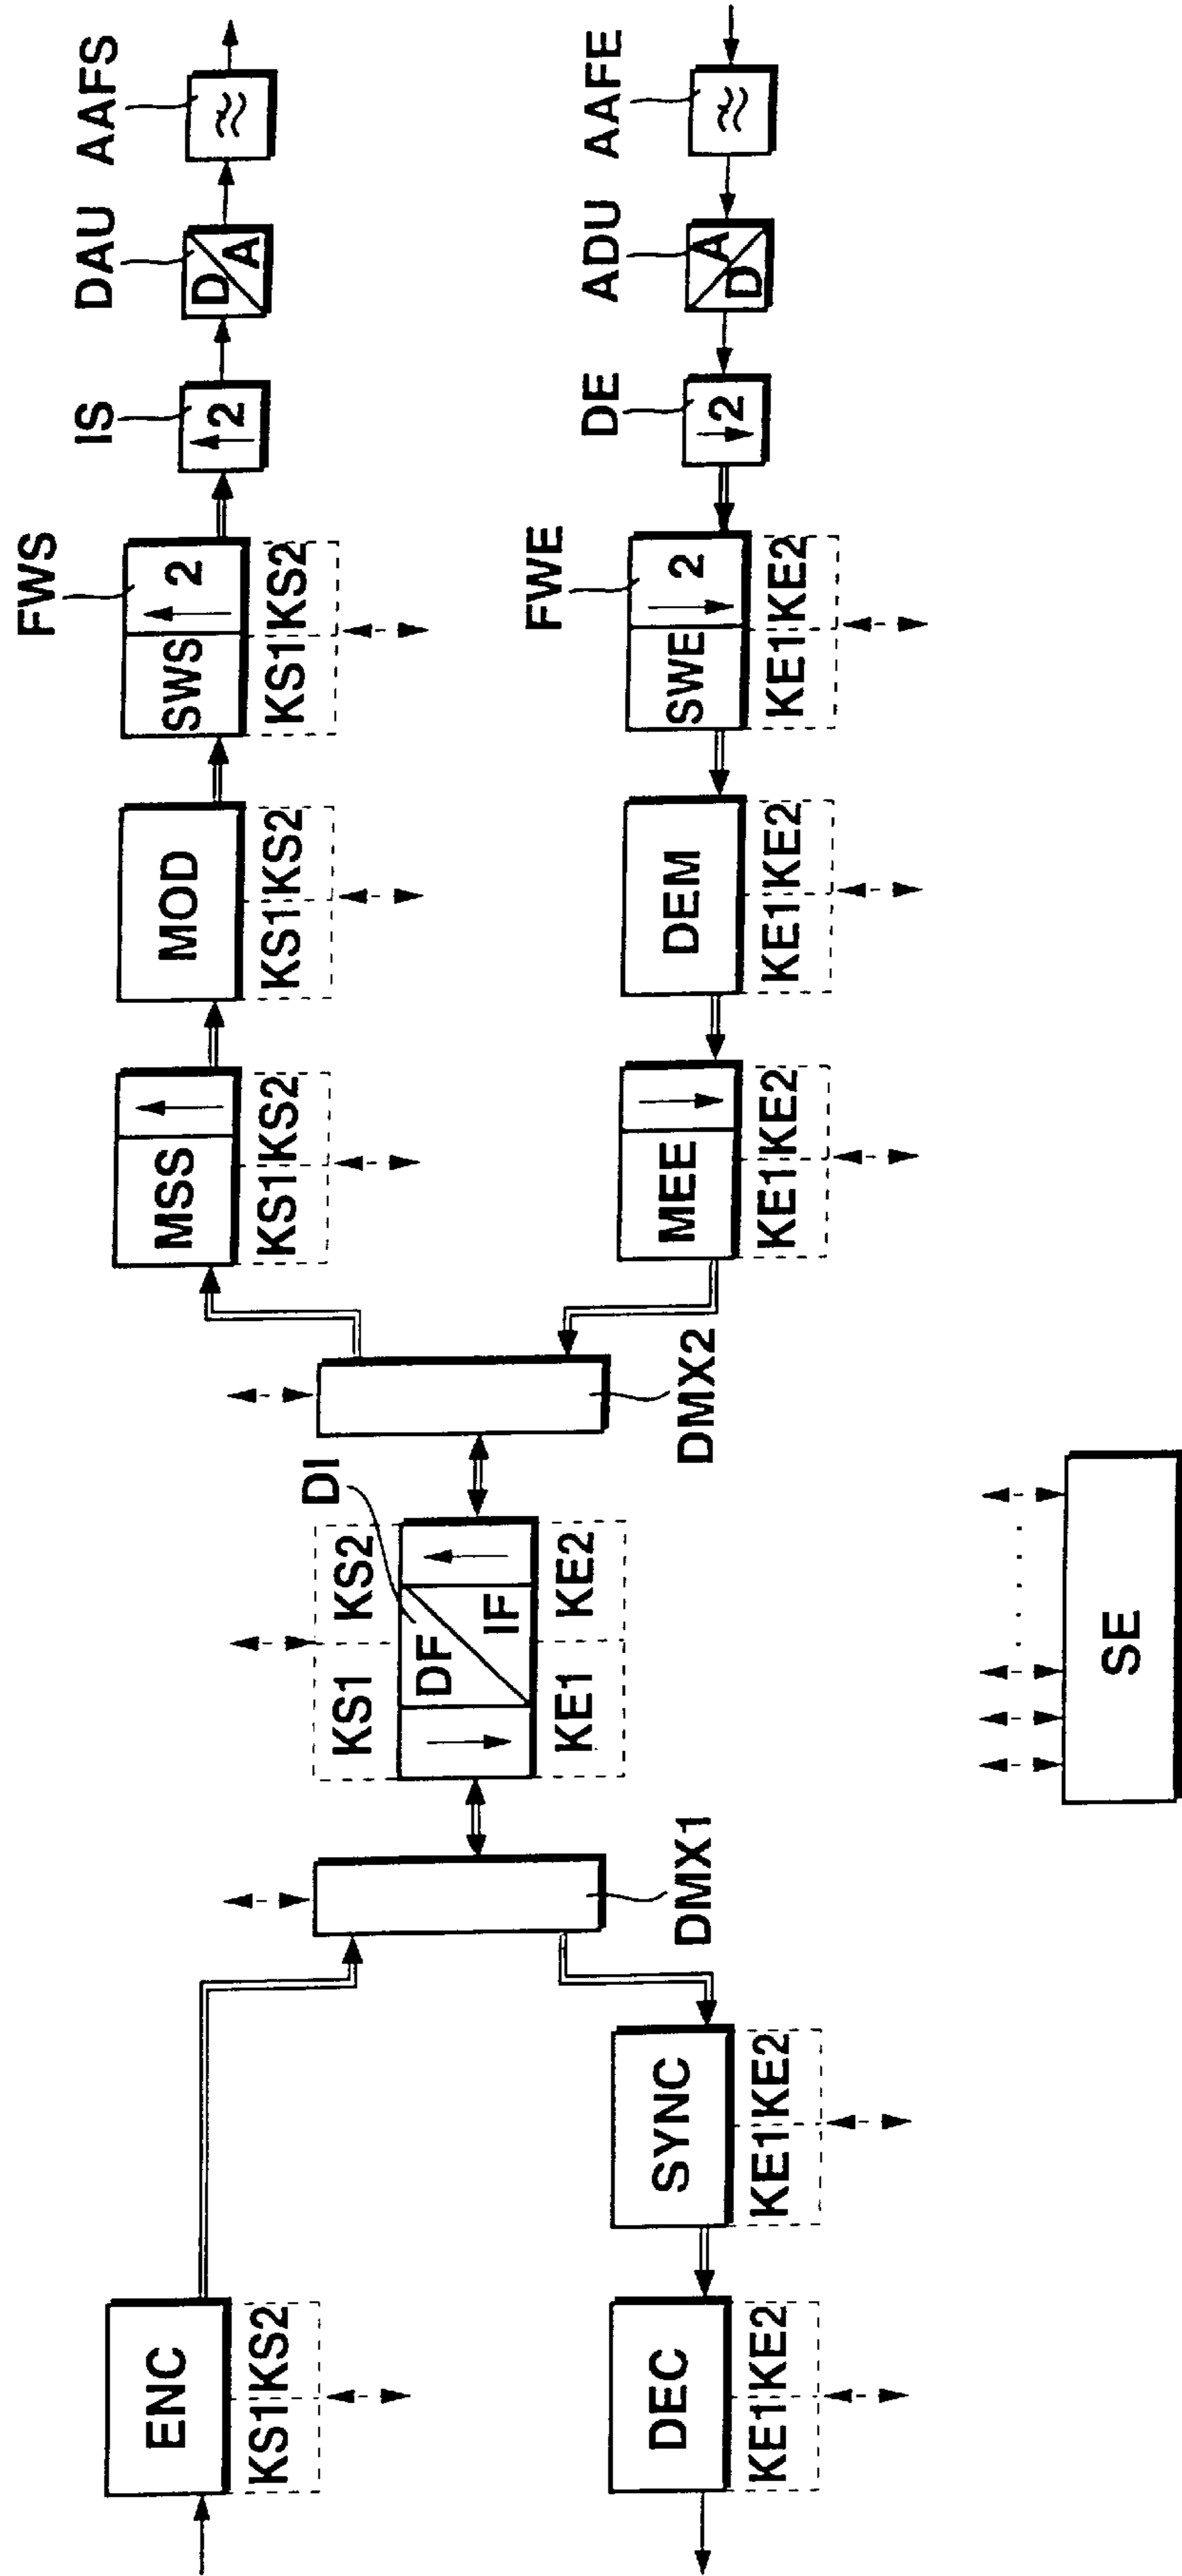 FWS
IS
DAU
AAFS
ENC
KS1 KS2
MSS
KS1 KS2
MOD
KS1 KS2
SWS 2
KS1 KS2
2
D A
DMX1
KS1 KS2
DI
DF IF
KE1 KE2
DMX2
FWE
DE
ADU
AAFE
DEC
KE1 KE2
SYNC
KE1 KE2
MEE
KE1 KE2
DEM
KE1 KE2
SWE 2
KE1 KE2
2
A D
SE